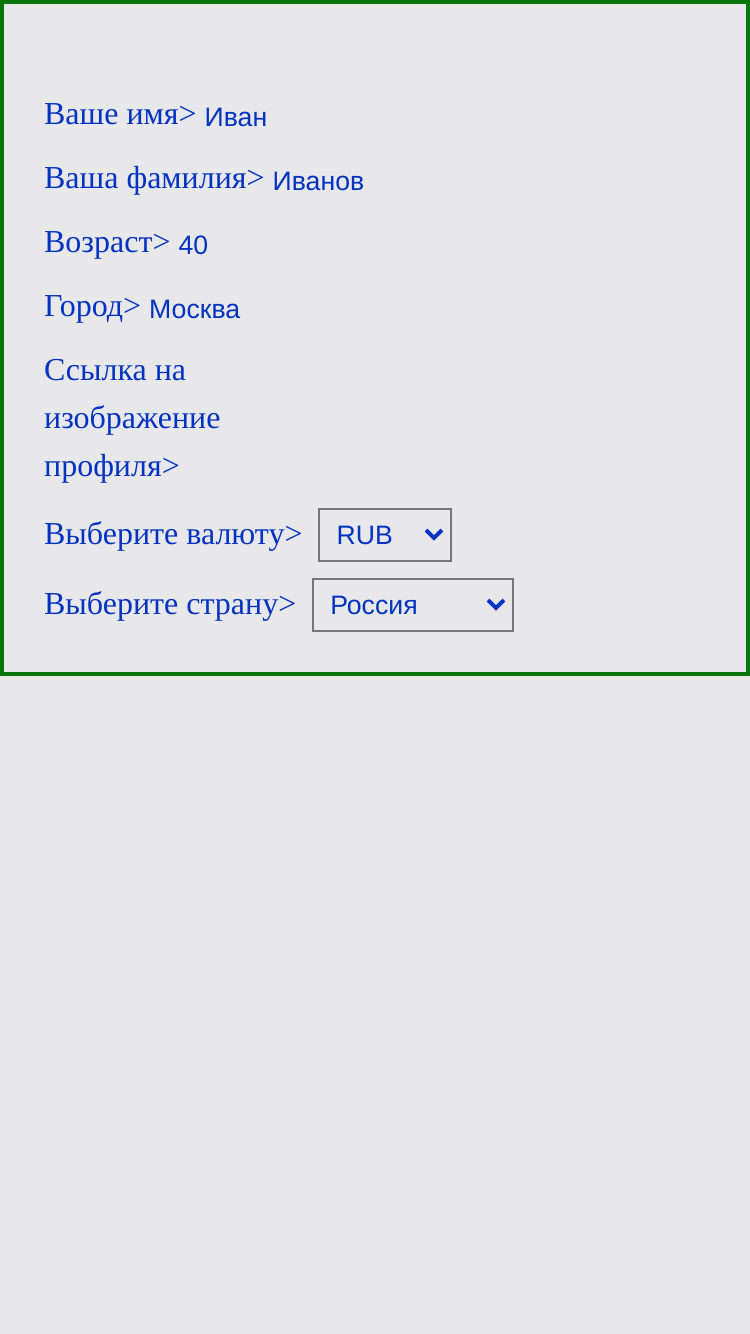 Ваше имя> Иван
Ваша фамилия> Иванов
Возраст> 40
Город> Москва
Ссылка на
изображение
профиля>
Выберите валюту> RUB
Выберите страну> Россия